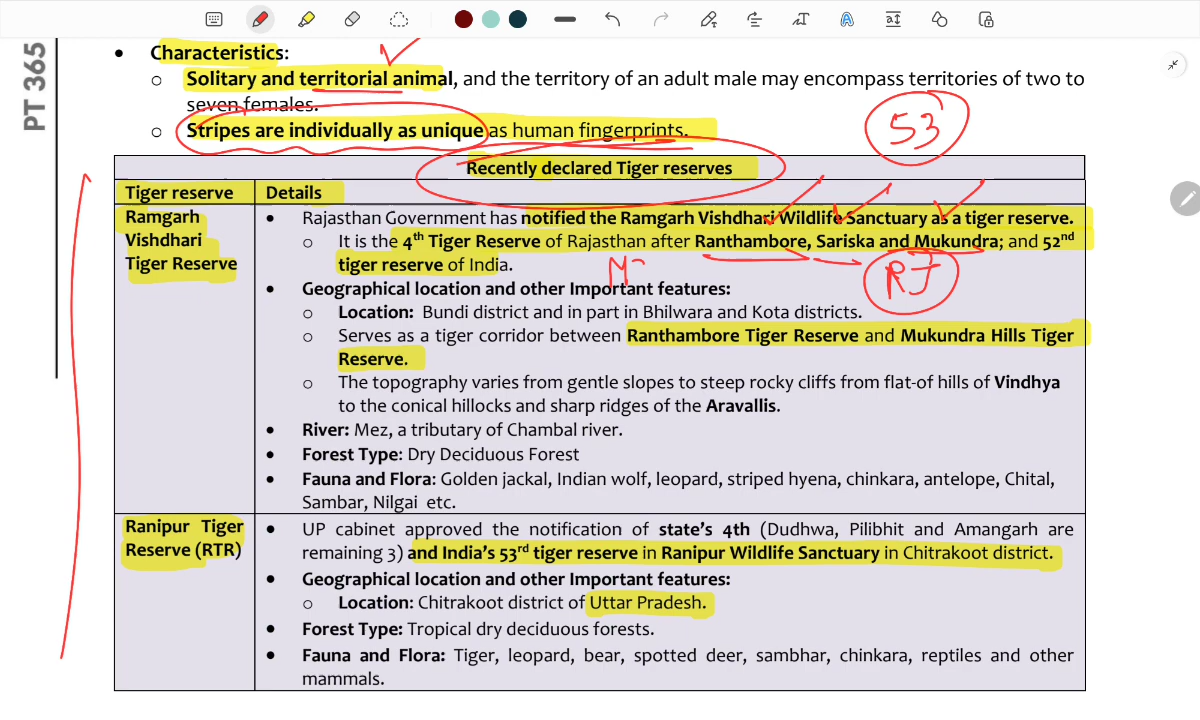 PT 365
• Characteristics:
o Solitary and territorial animal, and the territory of an adult male may encompass territories of two to
seven females.
o Stripes are individually as unique as human fingerprints.
53
Recently declared Tiger reserves
Tiger reserve Details
Ramgarh
Vishdhari
Tiger Reserve
• Rajasthan Government has notified the Ramgarh Vishdhari Wildlife Sanctuary as a tiger reserve.
o It is the 4th Tiger Reserve of Rajasthan after Ranthambore, Sariska and Mukundra; and 52nd
tiger reserve of India.
RJ
• Geographical location and other Important features:
o Location: Bundi district and in part in Bhilwara and Kota districts.
o Serves as a tiger corridor between Ranthambore Tiger Reserve and Mukundra Hills Tiger
Reserve.
o The topography varies from gentle slopes to steep rocky cliffs from flat-of hills of Vindhya
to the conical hillocks and sharp ridges of the Aravallis.
• River: Mez, a tributary of Chambal river.
• Forest Type: Dry Deciduous Forest
• Fauna and Flora: Golden jackal, Indian wolf, leopard, striped hyena, chinkara, antelope, Chital,
Sambar, Nilgai etc.
Ranipur Tiger
Reserve (RTR)
• UP cabinet approved the notification of state's 4th (Dudhwa, Pilibhit and Amangarh are
remaining 3) and India's 53rd tiger reserve in Ranipur Wildlife Sanctuary in Chitrakoot district.
• Geographical location and other Important features:
o Location: Chitrakoot district of Uttar Pradesh.
• Forest Type: Tropical dry deciduous forests.
• Fauna and Flora: Tiger, leopard, bear, spotted deer, sambhar, chinkara, reptiles and other
mammals.